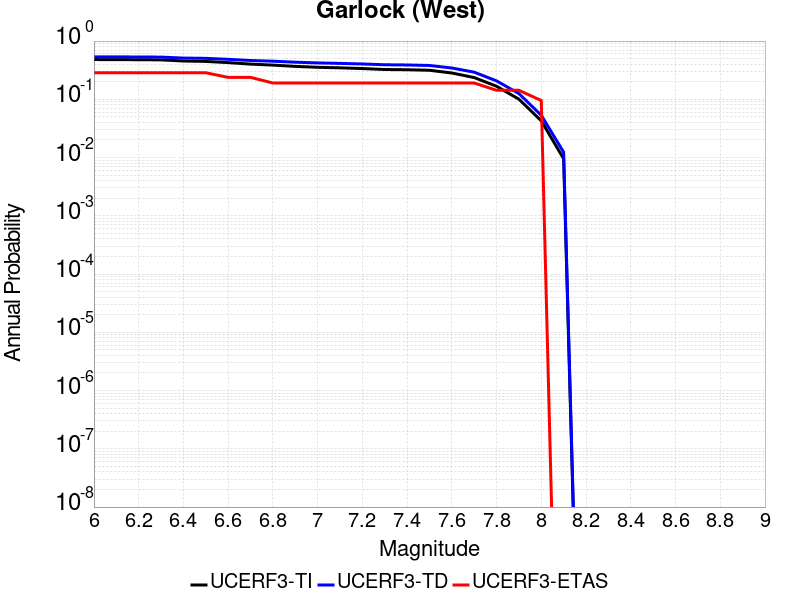 Garlock (West)
10^0
10^-1
10^-2
10^-3
10^-4
10^-5
10^-6
10^-7
10^-8
Annual Probability
6 6.2 6.4 6.6 6.8 7 7.2 7.4 7.6 7.8 8 8.2 8.4 8.6 8.8 9
Magnitude
UCERF3-TI UCERF3-TD UCERF3-ETAS